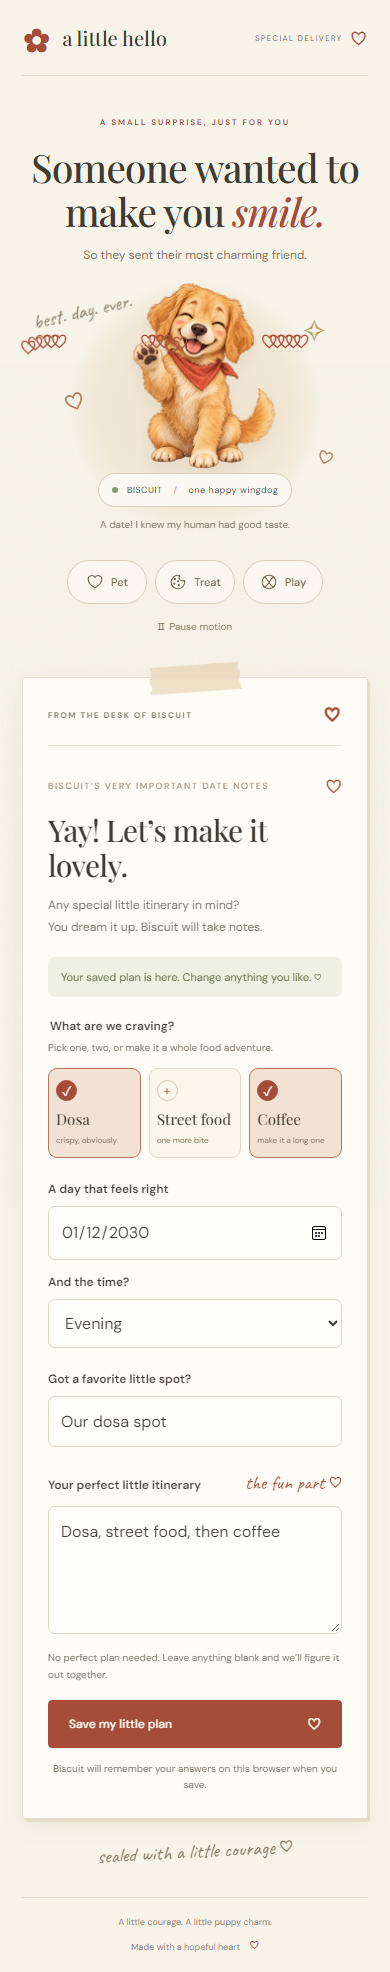 a little hello
SPECIAL DELIVERY
A SMALL SURPRISE, JUST FOR YOU
Someone wanted to
make you smile.
So they sent their most charming friend.
best. day. ever.
BISCUIT / one happy wingdog
A date! I knew my human had good taste.
Pet
Treat
Play
Pause motion
FROM THE DESK OF BISCUIT
BISCUIT'S VERY IMPORTANT DATE NOTES
Yay! Let’s make it
lovely.
Any special little itinerary in mind?
You dream it up. Biscuit will take notes.
Your saved plan is here. Change anything you like. ♡
What are we craving?
Pick one, two, or make it a whole food adventure.
Dosa
crispy, obviously
+
Street food
one more bite
Coffee
make it a long one
A day that feels right
01/12/2030
And the time?
Evening
Got a favorite little spot?
Our dosa spot
Your perfect little itinerary
the fun part ♡
Dosa, street food, then coffee
No perfect plan needed. Leave anything blank and we’ll figure it
out together.
Save my little plan
Biscuit will remember your answers on this browser when you
save.
sealed with a little courage ♡
A little courage. A little puppy charm.
Made with a hopeful heart